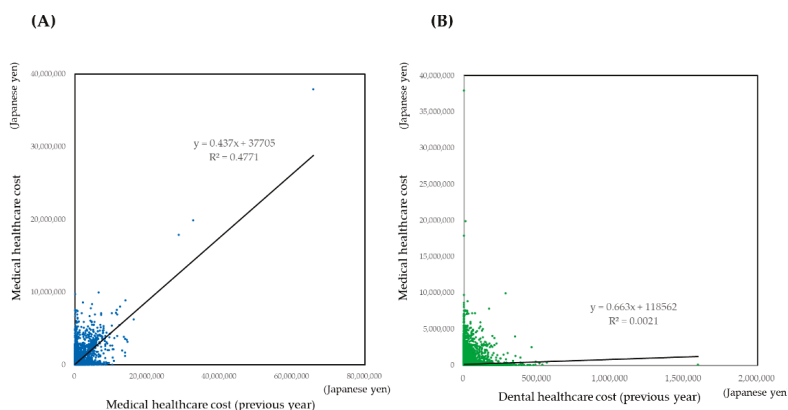 (A)
(Japanese yen)
Medical healthcare cost
40,000,000
30,000,000
20,000,000
10,000,000
0
y = 0.437x + 37705
R² = 0.4771
0
20,000,000
40,000,000
60,000,000
80,000,000
(Japanese yen)
Medical healthcare cost (previous year)
(B)
(Japanese yen)
Medical healthcare cost
40,000,000
35,000,000
30,000,000
25,000,000
20,000,000
15,000,000
10,000,000
5,000,000
0
y = 0.663x + 118562
R² = 0.0021
0
500,000
1,000,000
1,500,000
2,000,000
(Japanese yen
Dental healthcare cost (previous year)